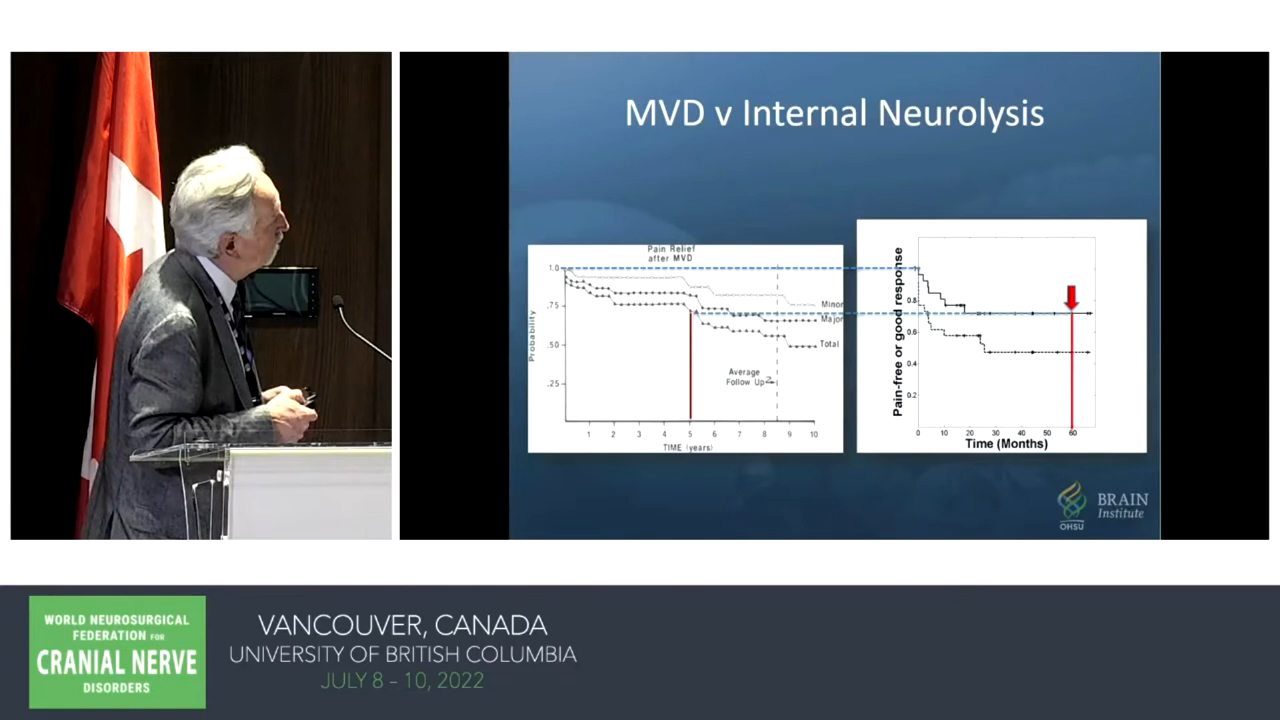 MVD v Internal Neurolysis
Pain Relief
after MVD
1.0
.75
.50
.25
Probability
Minor
Major
Total
Average
Follow Up
1 2 3 4 5 6 7 8 9 10
TIME (years)
Pain-free or good response
1
0.8
0.6
0.4
0.2
0 10 20 30 40 50 60
Time (Months)
BRAIN
Institute
OHSU
WORLD NEUROSURGICAL
FEDERATION FOR
CRANIAL NERVE
DISORDERS
VANCOUVER, CANADA
UNIVERSITY OF BRITISH COLUMBIA
JULY 8 – 10, 2022